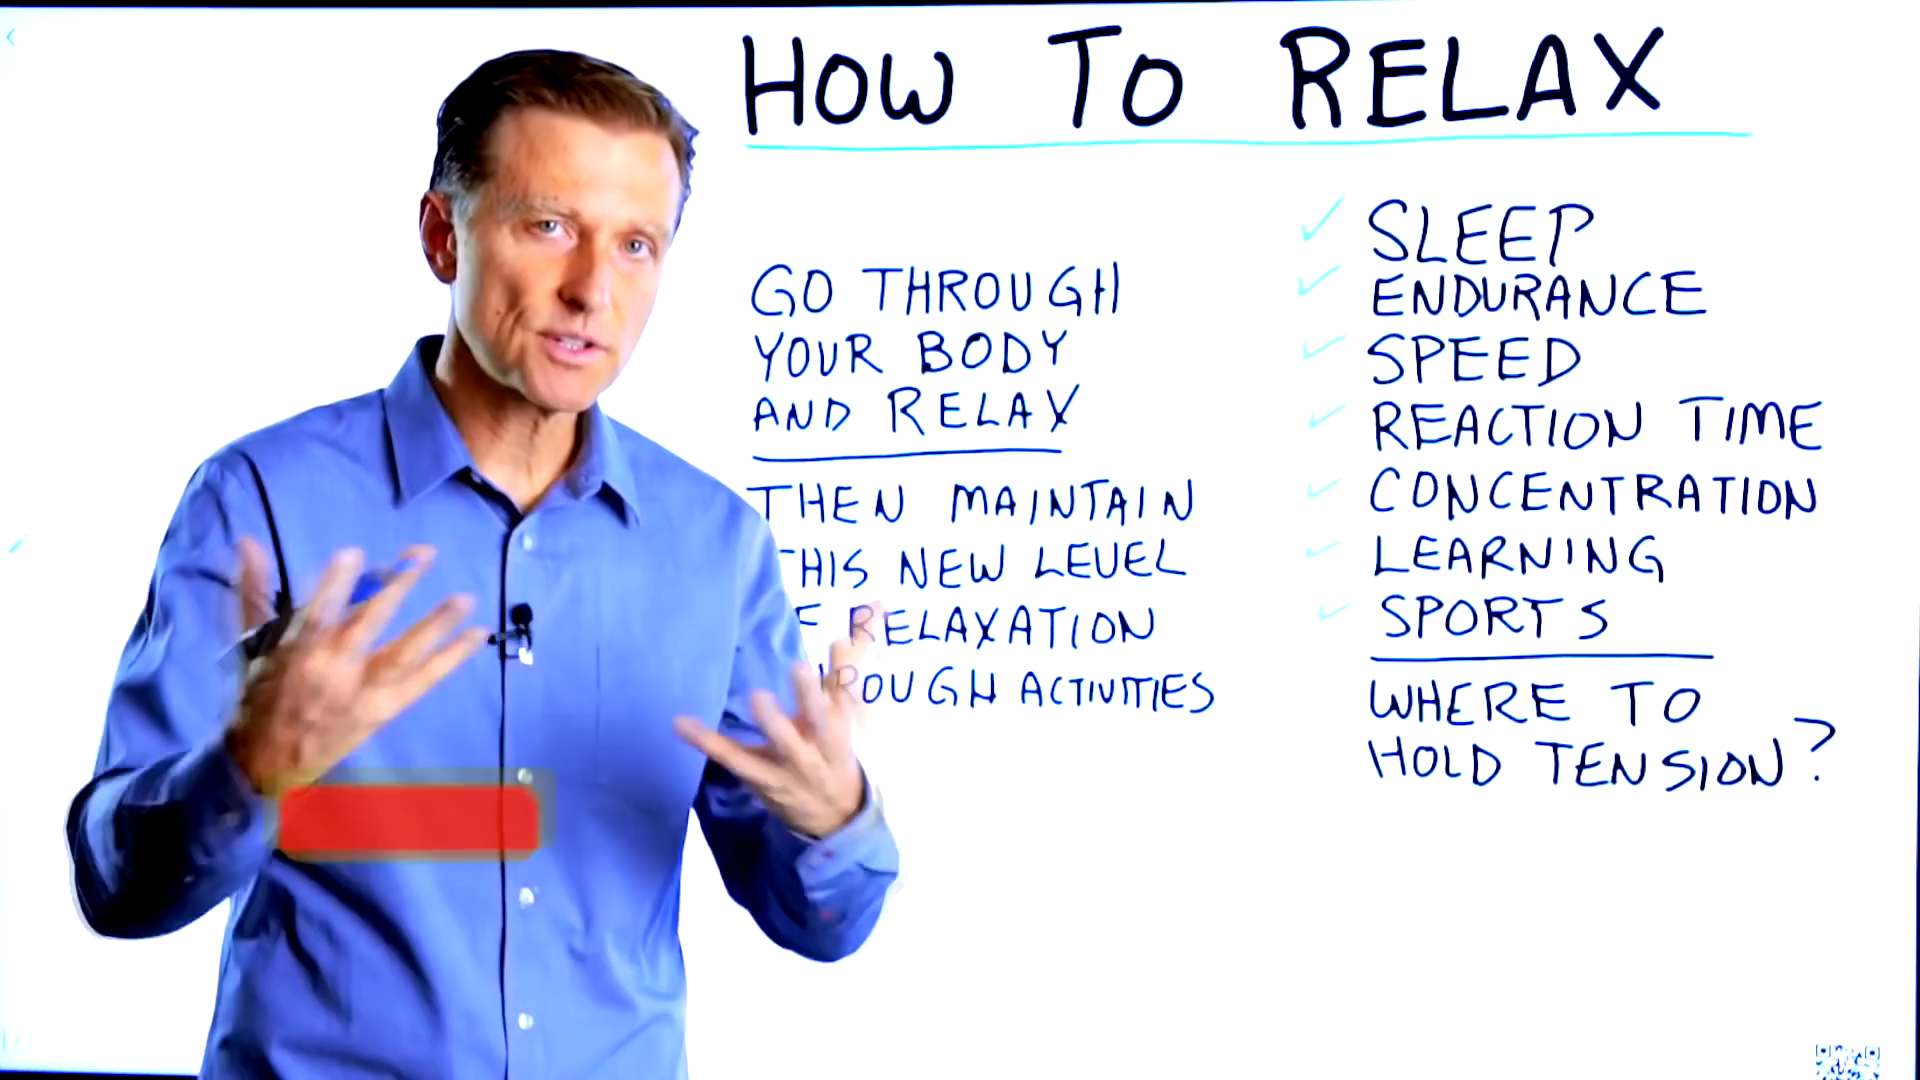 HOW TO RELAX
GO THROUGH
YOUR BODY
AND RELAX
THEN MAINTAIN
THIS NEW LEVEL
RELAXATION
THROUGH ACTIVITIES
✓ SLEEP
✓ ENDURANCE
✓ SPEED
✓ REACTION TIME
✓ CONCENTRATION
✓ LEARNING
✓ SPORTS
WHERE TO
HOLD TENSION?